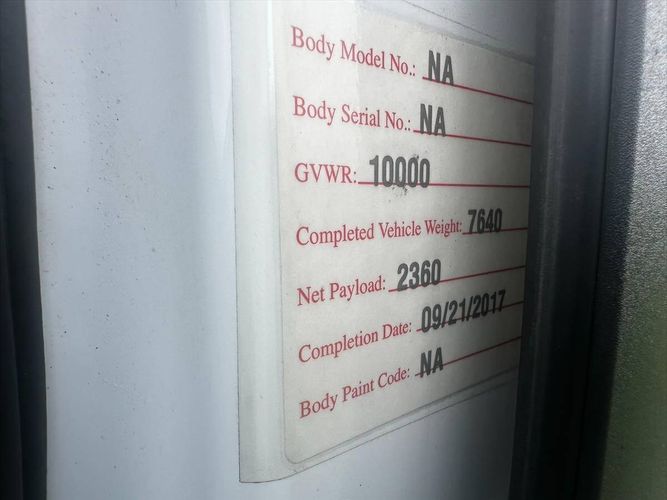 Body Model No.: NA
Body Serial No.: NA
GVWR: 10000
Completed Vehicle Weight: 7640
Net Payload: 2360
Completion Date: 09/21/2017
Body Paint Code: NA